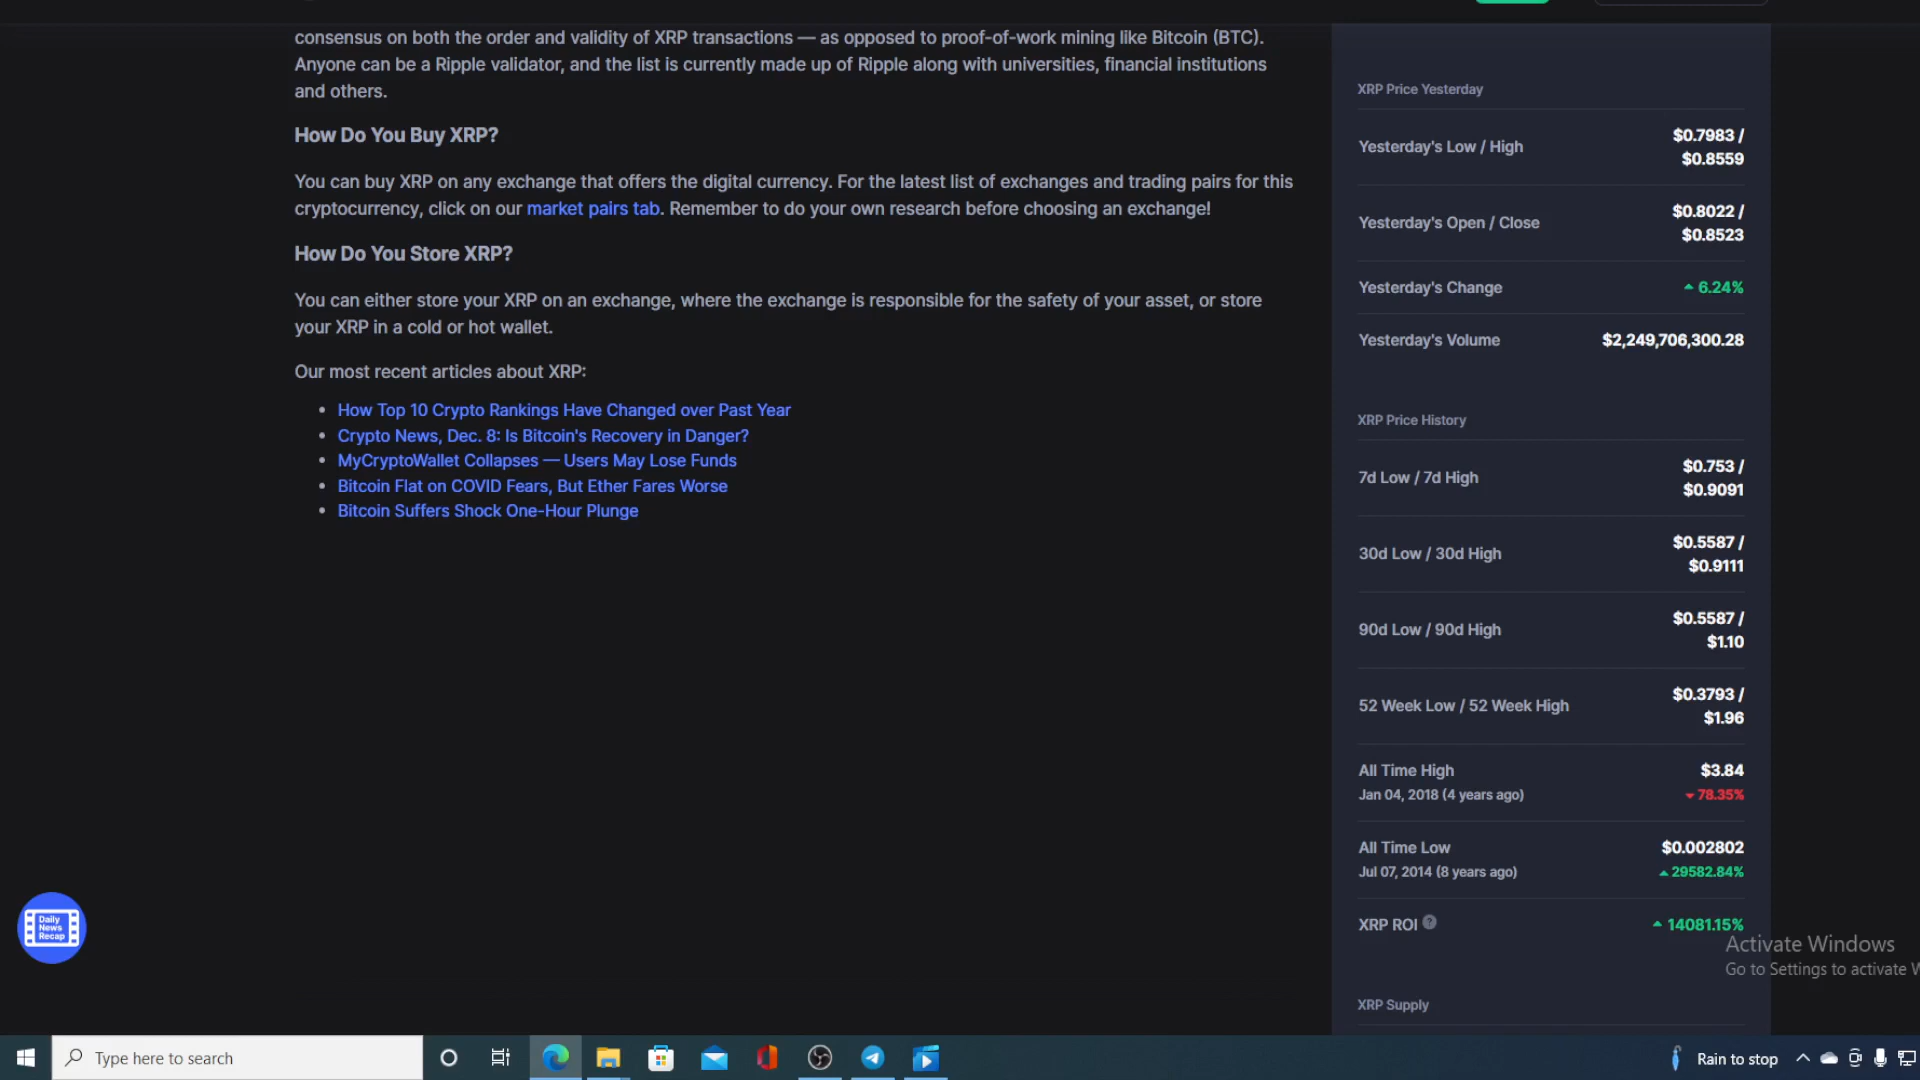 consensus on both the order and validity of XRP transactions — as opposed to proof-of-work mining like Bitcoin (BTC).
Anyone can be a Ripple validator, and the list is currently made up of Ripple along with universities, financial institutions
and others.
How Do You Buy XRP?
You can buy XRP on any exchange that offers the digital currency. For the latest list of exchanges and trading pairs for this
cryptocurrency, click on our market pairs tab. Remember to do your own research before choosing an exchange!
How Do You Store XRP?
You can either store your XRP on an exchange, where the exchange is responsible for the safety of your asset, or store
your XRP in a cold or hot wallet.
Our most recent articles about XRP:
• How Top 10 Crypto Rankings Have Changed over Past Year
• Crypto News, Dec. 8: Is Bitcoin's Recovery in Danger?
• MyCryptoWallet Collapses — Users May Lose Funds
• Bitcoin Flat on COVID Fears, But Ether Fares Worse
• Bitcoin Suffers Shock One-Hour Plunge
XRP Price Yesterday
Yesterday's Low / High
$0.7983 /
$0.8559
Yesterday's Open / Close
$0.8022 /
$0.8523
Yesterday's Change
6.24%
Yesterday's Volume
$2,249,706,300.28
XRP Price History
7d Low / 7d High
$0.753 /
$0.9091
30d Low / 30d High
$0.5587 /
$0.9111
90d Low / 90d High
$0.5587 /
$1.10
52 Week Low / 52 Week High
$0.3793 /
$1.96
All Time High
$3.84
Jan 04, 2018 (4 years ago)
78.35%
All Time Low
$0.002802
Jul 07, 2014 (8 years ago)
29582.84%
XRP ROI ?
14081.15%
XRP Supply
Activate Windows
Go to Settings to activate W
Daily
News
Recap
Type here to search
Rain to stop